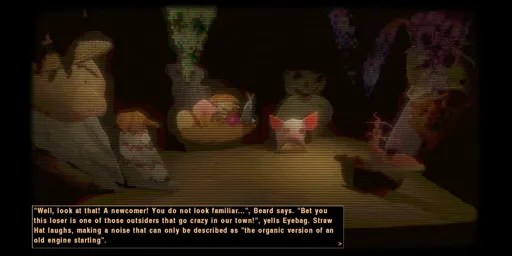 "Well, look at that! A newcomer! You do not look familiar...", Beard says. "Bet you
this loser is one of those outsiders that go crazy in our town!", yells Eyebag. Straw
Hat laughs, making a noise that can only be described as "the organic version of an
old engine starting".
>